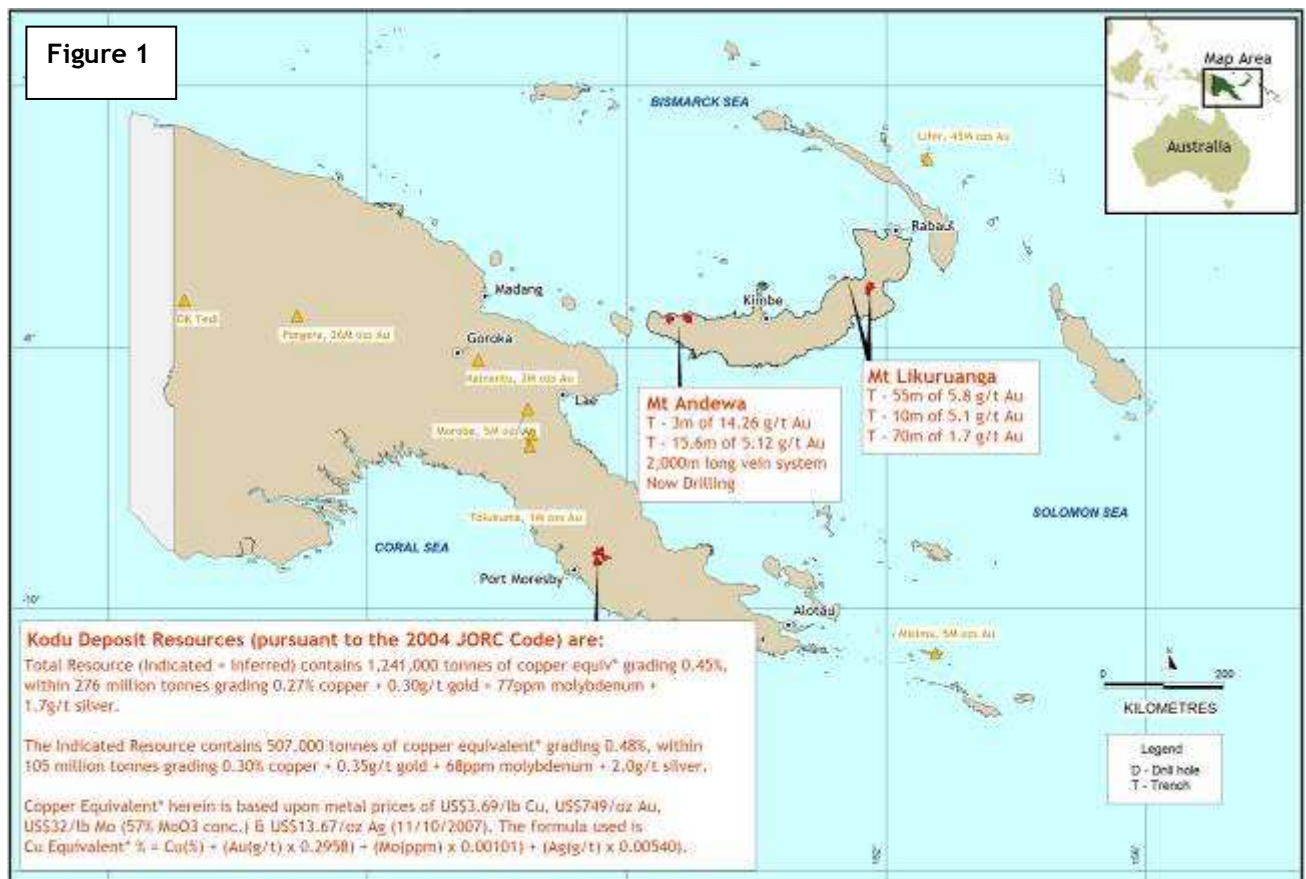 Figure 1
BISMARCK SEA
Map Area
Australia
Lihir, 45M ozs Au
Rabaul
Madang
Kimbe
OK Tedi
Porgera, 26M ozs Au
Goroka
Kainantu, 2M ozs Au
Lae
Morobe, 5M ozs Au
Mt Andewa
T - 3m of 14.26 g/t Au
T - 15.6m of 5.12 g/t Au
2,000m long vein system
Now Drilling
Mt Likuruanga
T - 55m of 5.8 g/t Au
T - 10m of 5.1 g/t Au
T - 70m of 1.7 g/t Au
SOLOMON SEA
Tolukuma, 1M ozs Au
CORAL SEA
Port Moresby
Alotau
-10°
Misima, 5M ozs Au
Kodu Deposit Resources (pursuant to the 2004 JORC Code) are:
Total Resource (Indicated + Inferred) contains 1,241,000 tonnes of copper equiv* grading 0.45%,
within 276 million tonnes grading 0.27% copper + 0.30g/t gold + 77ppm molybdenum +
1.7g/t silver.
The Indicated Resource contains 507,000 tonnes of copper equivalent* grading 0.48%, within
105 million tonnes grading 0.30% copper + 0.35g/t gold + 68ppm molybdenum + 2.0g/t silver.
Copper Equivalent* herein is based upon metal prices of US$3.69/lb Cu, US$749/oz Au,
US$32/lb Mo (57% MoO3 conc.) & US$13.67/oz Ag (11/10/2007). The formula used is
Cu Equivalent* % = Cu(%) + (Au(g/t) x 0.2958) + (Mo(ppm) x 0.00101) + (Ag(g/t) x 0.00540).
N
0 200
KILOMETRES
Legend
D - Drill hole
T - Trench